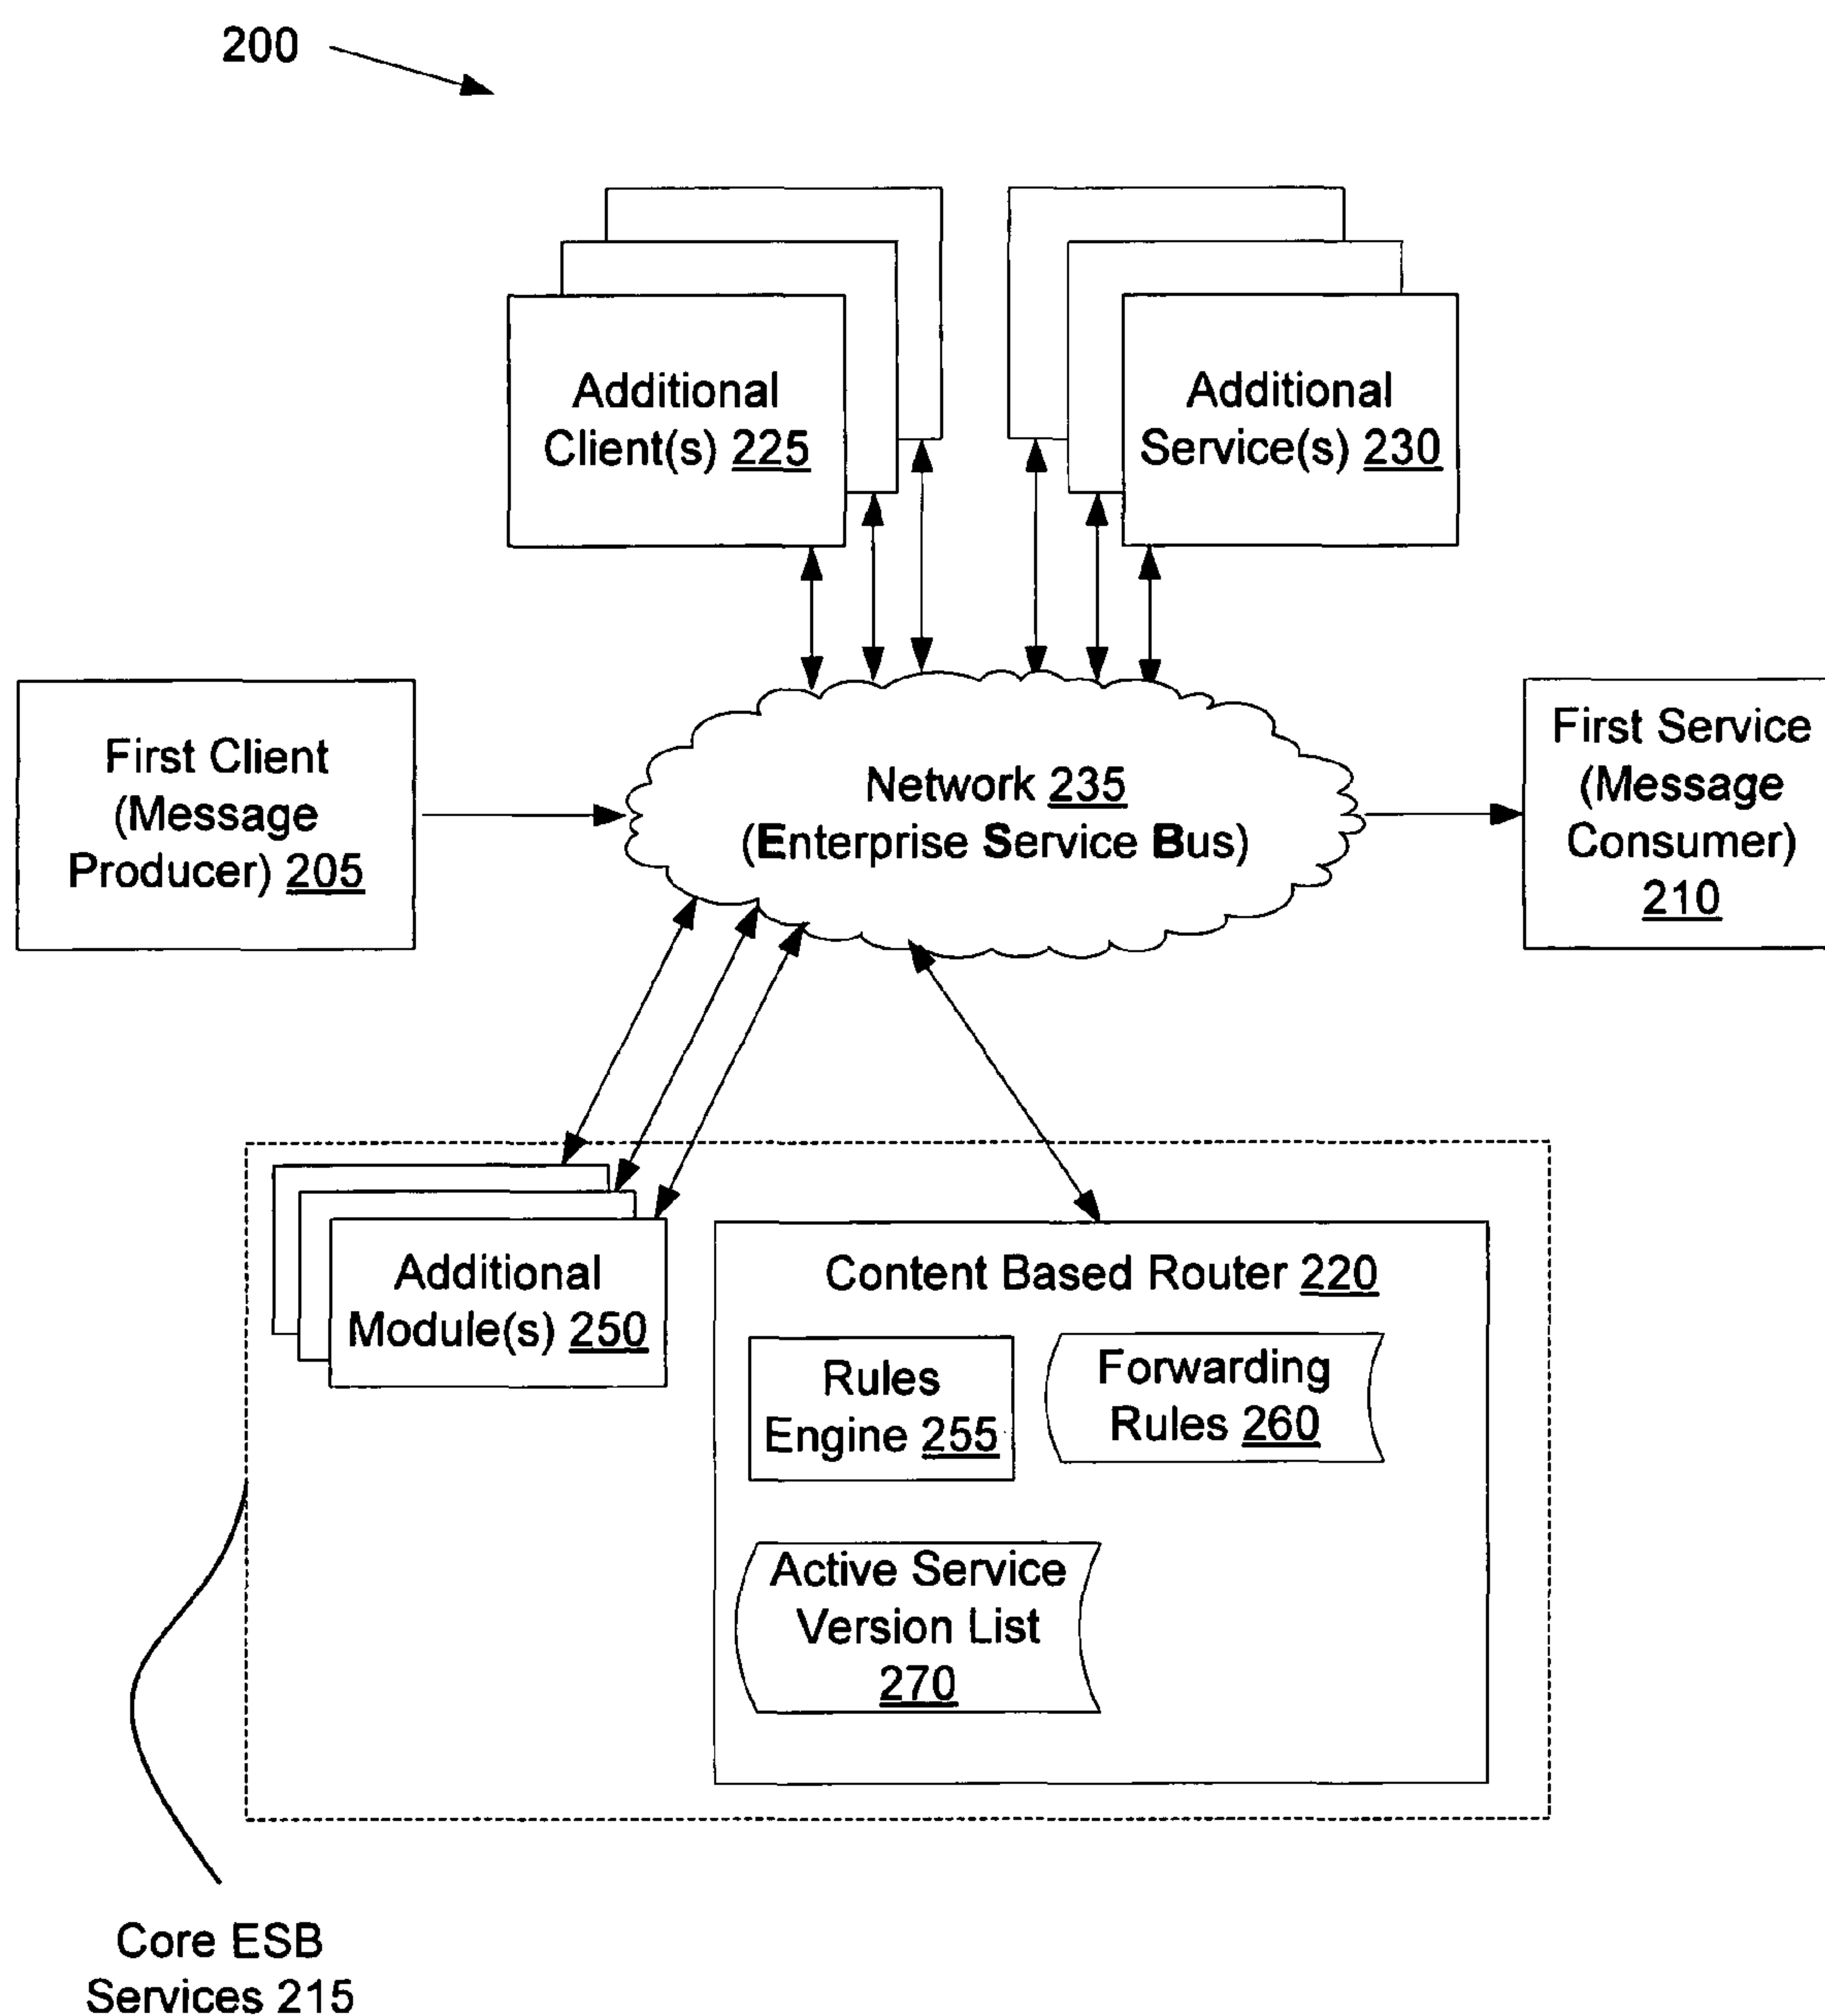 200
Additional
Client(s) 225
Additional
Service(s) 230
First Client
(Message
Producer) 205
Network 235
(Enterprise Service Bus)
First Service
(Message
Consumer)
210
Additional
Module(s) 250
Content Based Router 220
Rules
Engine 255
Forwarding
Rules 260
Active Service
Version List
270
Core ESB
Services 215